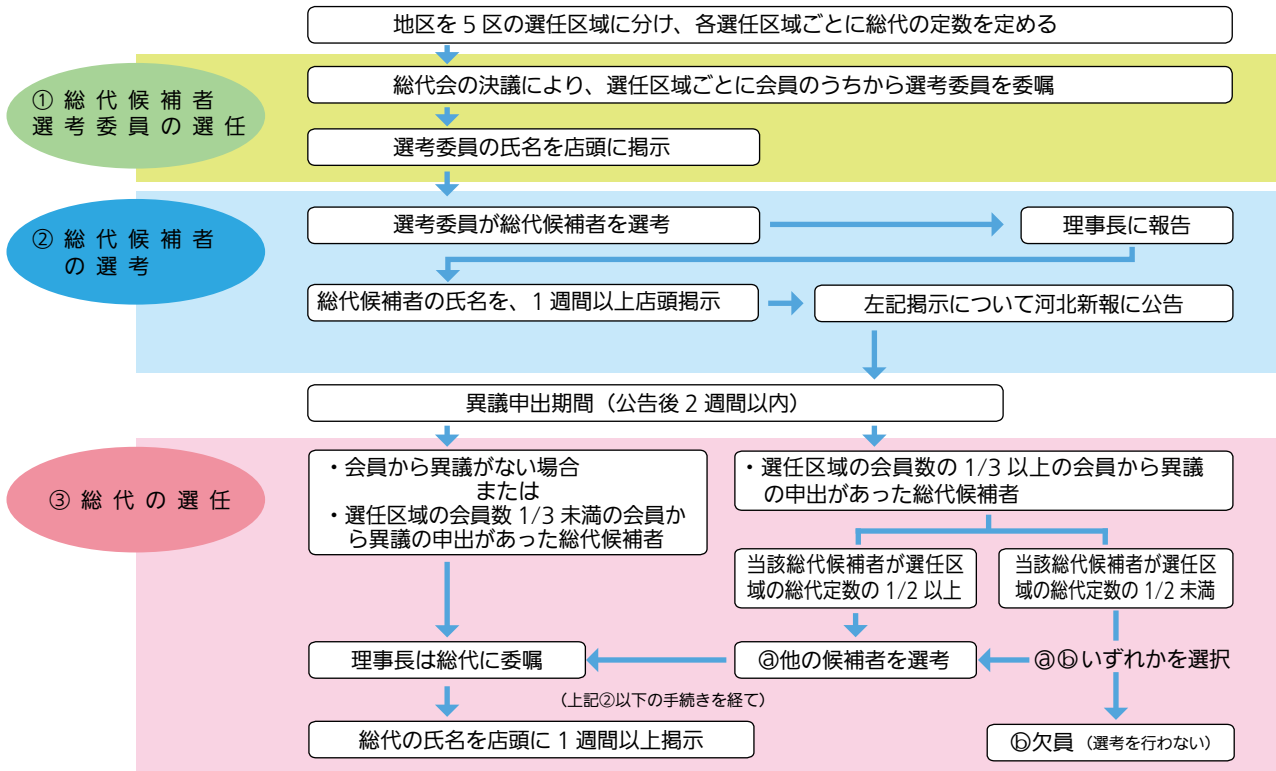 地区を5区の選任区域に分け、各選任区域ごとに総代の定数を定める
①総代候補者
選考委員の選任
総代会の決議により、選任区域ごとに会員のうちから選考委員を委嘱
選考委員の氏名を店頭に掲示
②総代候補者
の選考
選考委員が総代候補者を選考
理事長に報告
総代候補者の氏名を、1週間以上店頭掲示
左記掲示について河北新報に公告
異議申出期間（公告後2週間以内）
③総代の選任
・会員から異議がない場合
または
・選任区域の会員数1/3未満の会員か
ら異議の申出があった総代候補者
・選任区域の会員数の1/3以上の会員から異議
の申出があった総代候補者
当該総代候補者が選任区
域の総代定数の1/2以上
当該総代候補者が選任区
域の総代定数の1/2未満
理事長は総代に委嘱
ⓐ他の候補者を選考
ⓐⓑいずれかを選択
（上記②以下の手続きを経て）
総代の氏名を店頭に1週間以上掲示
ⓑ欠員（選考を行わない）